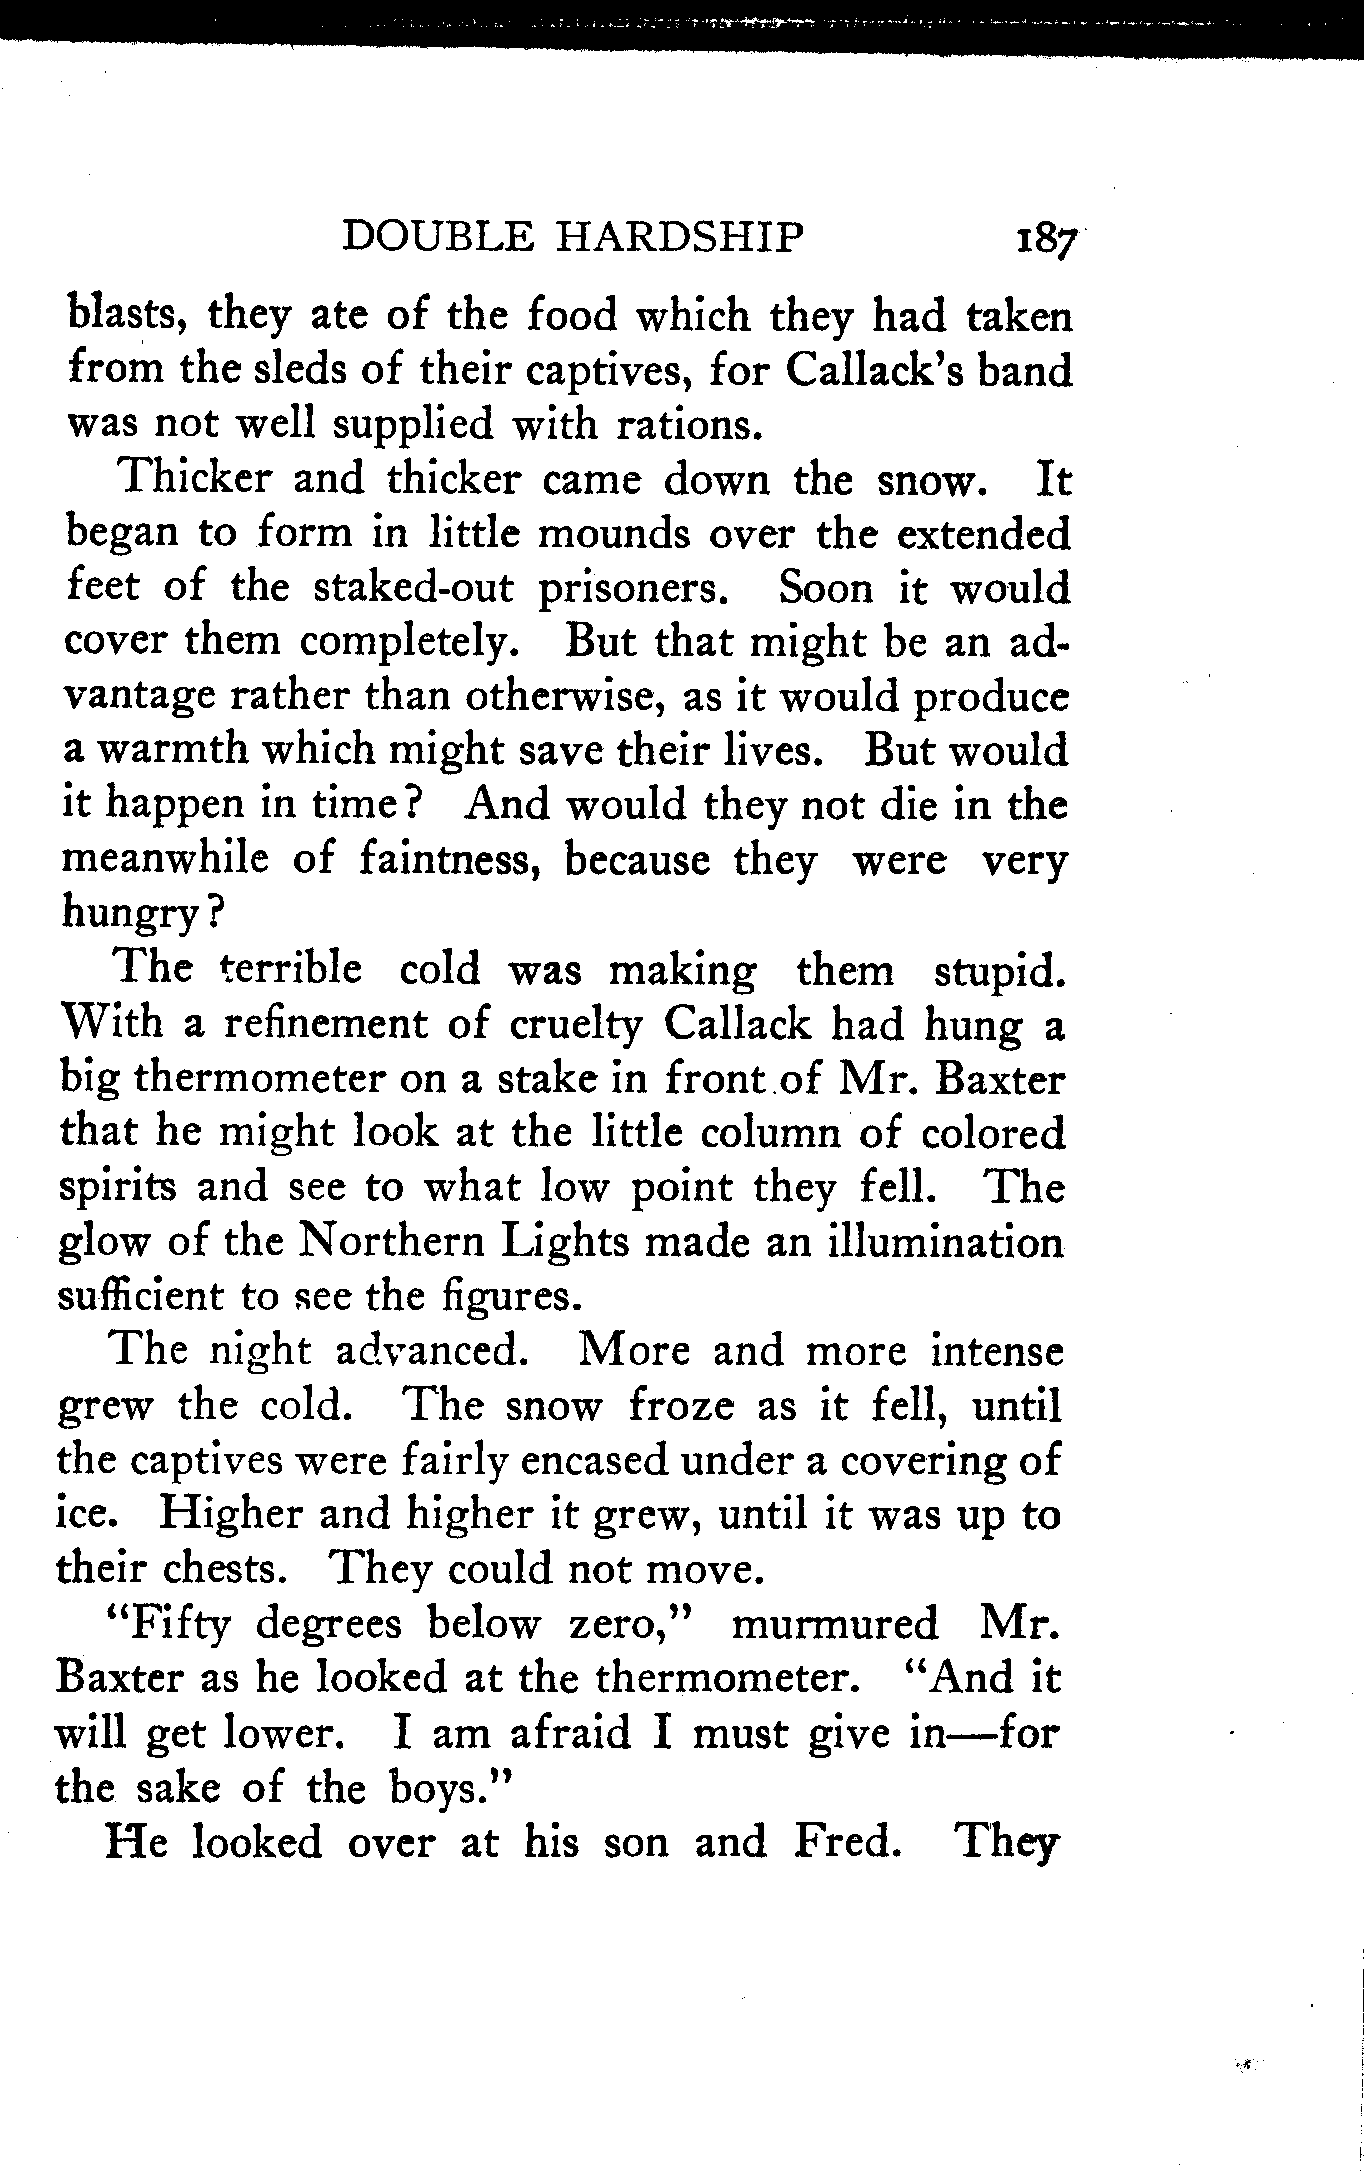 DOUBLE HARDSHIP 187
blasts, they ate of the food which they had taken
from the sleds of their captives, for Callack's band
was not well supplied with rations.
Thicker and thicker came down the snow. It
began to form in little mounds over the extended
feet of the staked-out prisoners. Soon it would
cover them completely. But that might be an ad-
vantage rather than otherwise, as it would produce
a warmth which might save their lives. But would
it happen in time? And would they not die in the
meanwhile of faintness, because they were very
hungry?
The terrible cold was making them stupid.
With a refinement of cruelty Callack had hung a
big thermometer on a stake in front of Mr. Baxter
that he might look at the little column of colored
spirits and see to what low point they fell. The
glow of the Northern Lights made an illumination
sufficient to see the figures.
The night advanced. More and more intense
grew the cold. The snow froze as it fell, until
the captives were fairly encased under a covering of
ice. Higher and higher it grew, until it was up to
their chests. They could not move.
"Fifty degrees below zero," murmured Mr.
Baxter as he looked at the thermometer. "And it
will get lower. I am afraid I must give in—for
the sake of the boys."
He looked over at his son and Fred. They